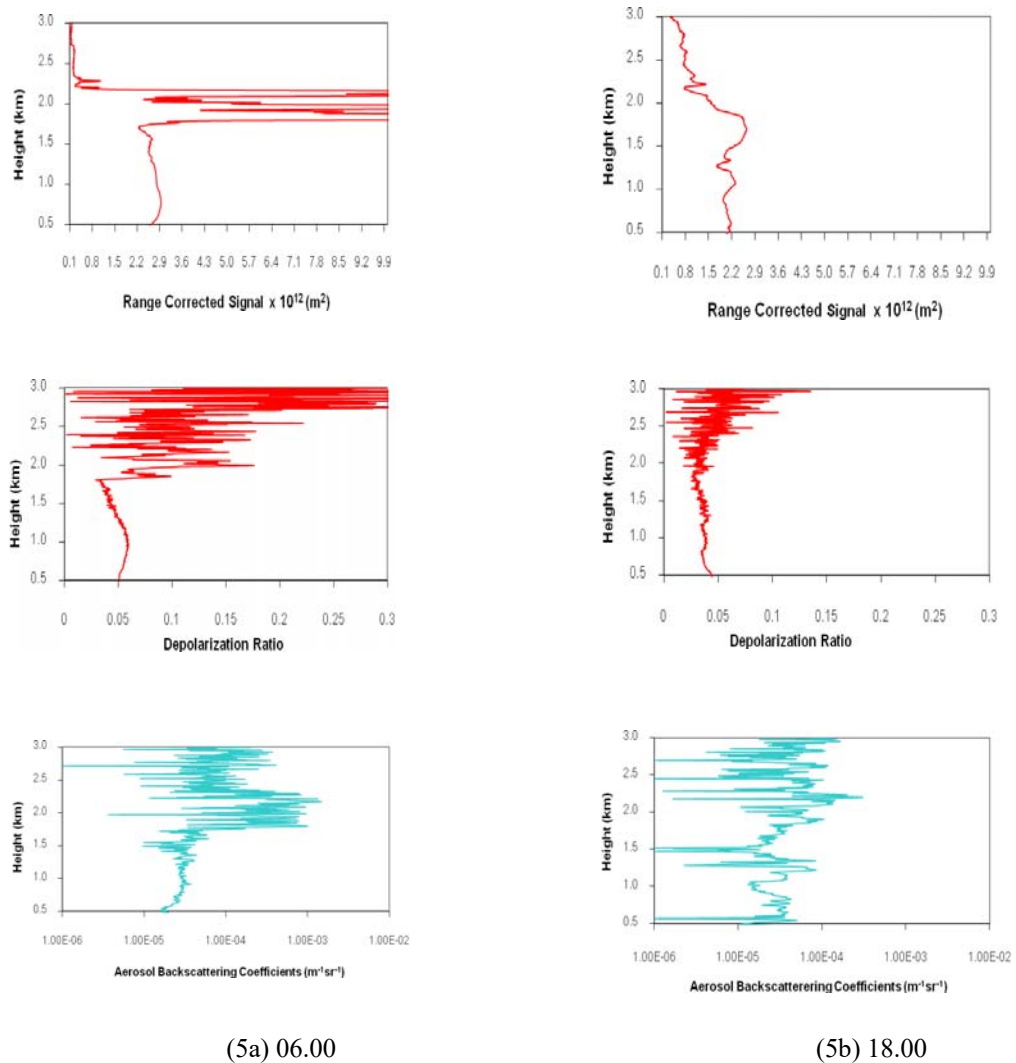 3.0
2.5
2.0
1.5
1.0
0.5
Height (km)
0.1 0.8 1.5 2.2 2.9 3.6 4.3 5.0 5.7 6.4 7.1 7.8 8.5 9.2 9.9
Range Corrected Signal x 10¹² (m²)
3.0
2.5
2.0
1.5
1.0
0.5
Height (km)
0.1 0.8 1.5 2.2 2.9 3.6 4.3 5.0 5.7 6.4 7.1 7.8 8.5 9.2 9.9
Range Corrected Signal x 10¹² (m²)
3.0
2.5
2.0
1.5
1.0
0.5
Height (km)
0 0.05 0.1 0.15 0.2 0.25 0.3
Depolarization Ratio
3.0
2.5
2.0
1.5
1.0
0.5
Height (km)
0 0.05 0.1 0.15 0.2 0.25 0.3
Depolarization Ratio
3.0
2.5
2.0
1.5
1.0
0.5
Height (km)
1.00E-06 1.00E-05 1.00E-04 1.00E-03 1.00E-02
Aerosol Backscattering Coefficients (m⁻¹sr⁻¹)
3.0
2.5
2.0
1.5
1.0
0.5
Height (km)
1.00E-06 1.00E-05 1.00E-04 1.00E-03 1.00E-02
Aerosol Backscatterering Coefficients (m⁻¹sr⁻¹)
(5a) 06.00
(5b) 18.00